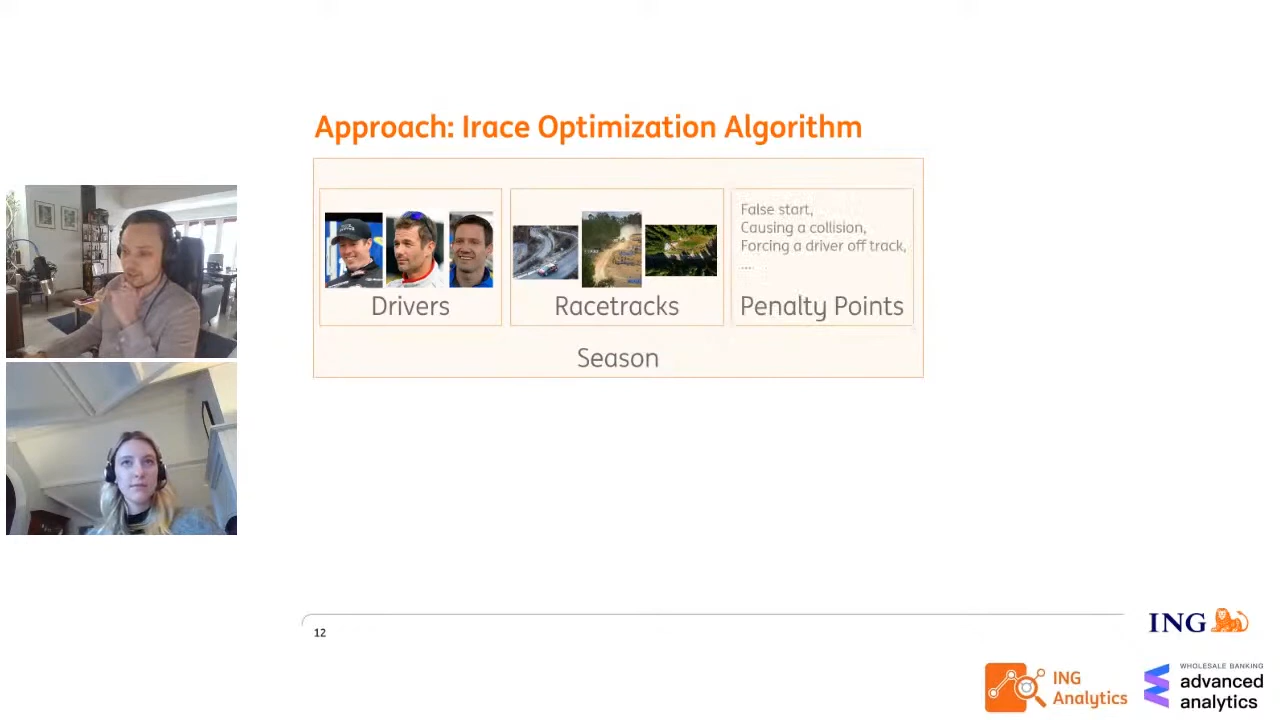 Approach: Irace Optimization Algorithm
False start,
Causing a collision,
Forcing a driver off track,
...
Drivers
Racetracks
Penalty Points
Season
12
ING
ING
Analytics
WHOLESALE BANKING
advanced
analytics